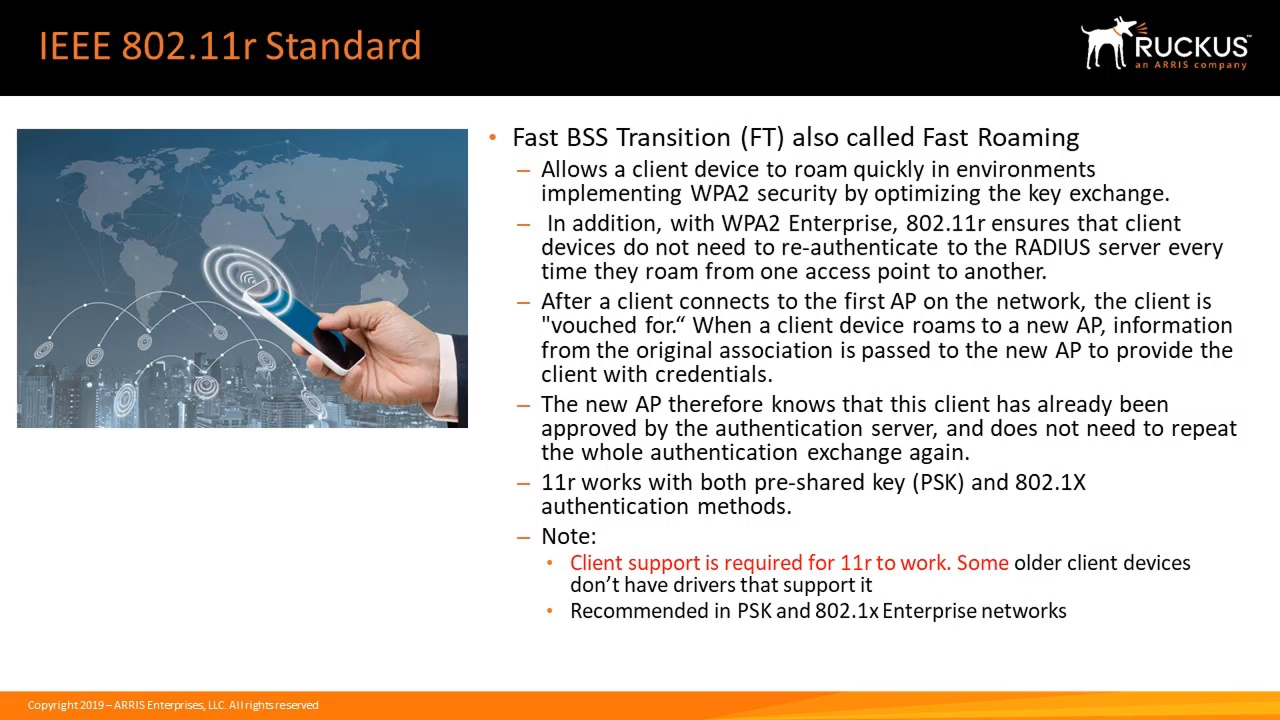 IEEE 802.11r Standard
RUCKUS™
an ARRIS company
• Fast BSS Transition (FT) also called Fast Roaming
– Allows a client device to roam quickly in environments
implementing WPA2 security by optimizing the key exchange.
– In addition, with WPA2 Enterprise, 802.11r ensures that client
devices do not need to re-authenticate to the RADIUS server every
time they roam from one access point to another.
– After a client connects to the first AP on the network, the client is
"vouched for.“ When a client device roams to a new AP, information
from the original association is passed to the new AP to provide the
client with credentials.
– The new AP therefore knows that this client has already been
approved by the authentication server, and does not need to repeat
the whole authentication exchange again.
– 11r works with both pre-shared key (PSK) and 802.1X
authentication methods.
– Note:
• Client support is required for 11r to work. Some older client devices
don’t have drivers that support it
• Recommended in PSK and 802.1x Enterprise networks
Copyright 2019 – ARRIS Enterprises, LLC. All rights reserved